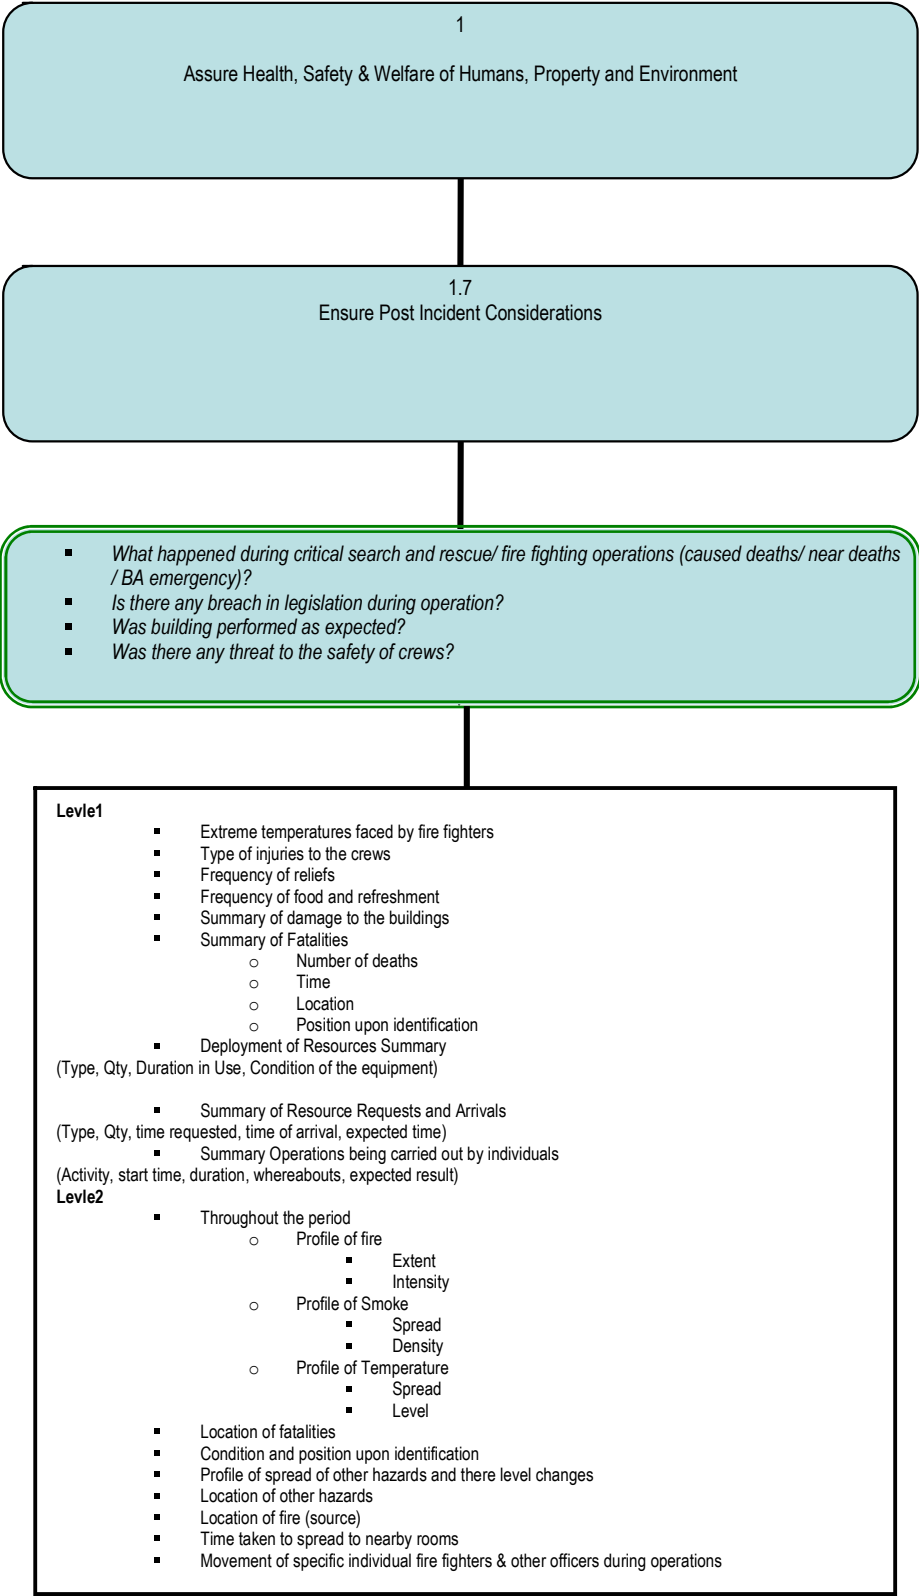 1
Assure Health, Safety & Welfare of Humans, Property and Environment
1.7
Ensure Post Incident Considerations
▪ What happened during critical search and rescue/ fire fighting operations (caused deaths/ near deaths
/ BA emergency)?
▪ Is there any breach in legislation during operation?
▪ Was building performed as expected?
▪ Was there any threat to the safety of crews?
Levle1
▪ Extreme temperatures faced by fire fighters
▪ Type of injuries to the crews
▪ Frequency of reliefs
▪ Frequency of food and refreshment
▪ Summary of damage to the buildings
▪ Summary of Fatalities
o Number of deaths
o Time
o Location
o Position upon identification
▪ Deployment of Resources Summary
(Type, Qty, Duration in Use, Condition of the equipment)
▪ Summary of Resource Requests and Arrivals
(Type, Qty, time requested, time of arrival, expected time)
▪ Summary Operations being carried out by individuals
(Activity, start time, duration, whereabouts, expected result)
Levle2
▪ Throughout the period
o Profile of fire
▪ Extent
▪ Intensity
o Profile of Smoke
▪ Spread
▪ Density
o Profile of Temperature
▪ Spread
▪ Level
▪ Location of fatalities
▪ Condition and position upon identification
▪ Profile of spread of other hazards and there level changes
▪ Location of other hazards
▪ Location of fire (source)
▪ Time taken to spread to nearby rooms
▪ Movement of specific individual fire fighters & other officers during operations